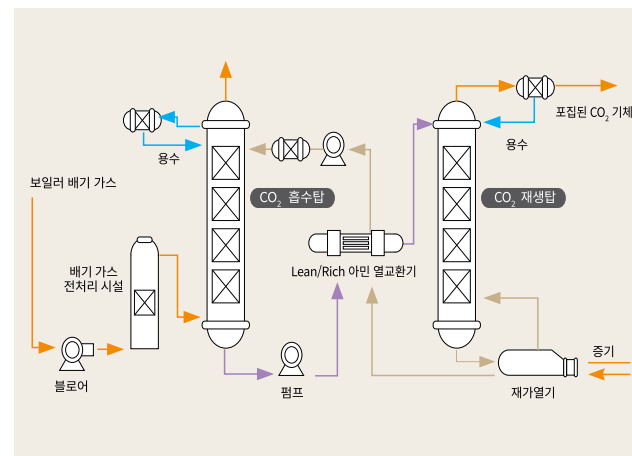 포집된 CO2 기체
용수
용수
보일러 배기 가스
CO2 흡수탑
CO2 재생탑
배기 가스
전처리 시설
Lean/Rich 아민 열교환기
증기
블로어
펌프
재가열기